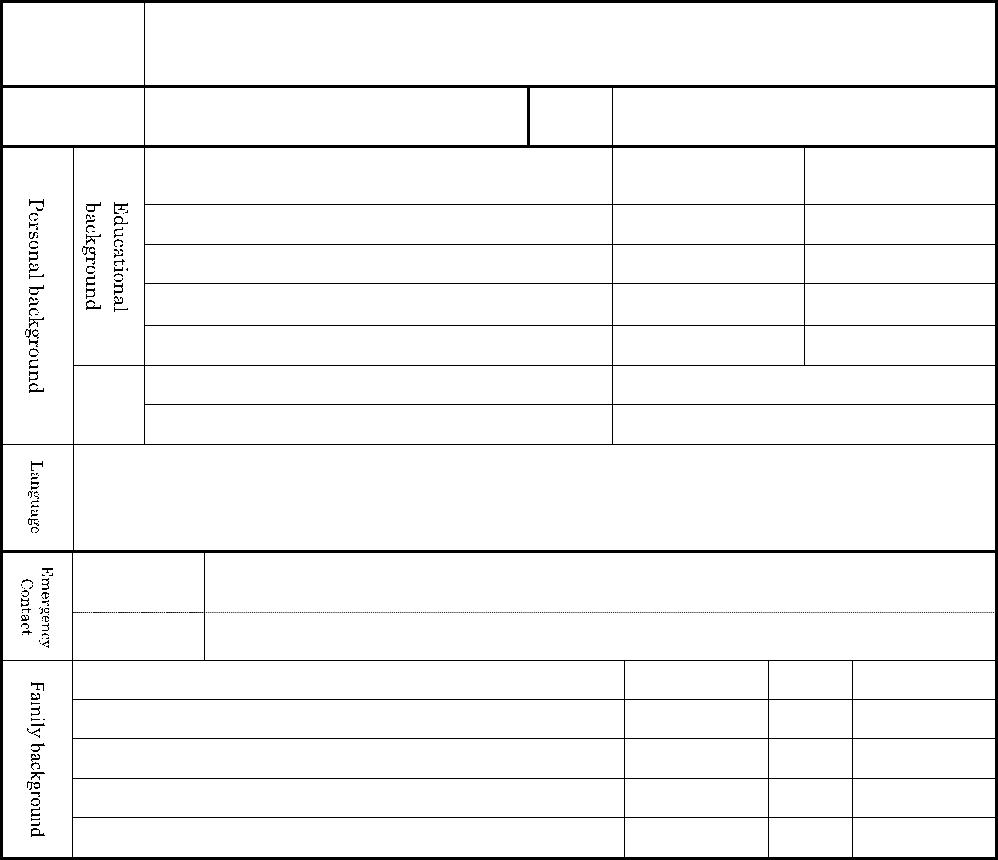 Personal background
Educational
background
Language
Emergency
Contact
Family background